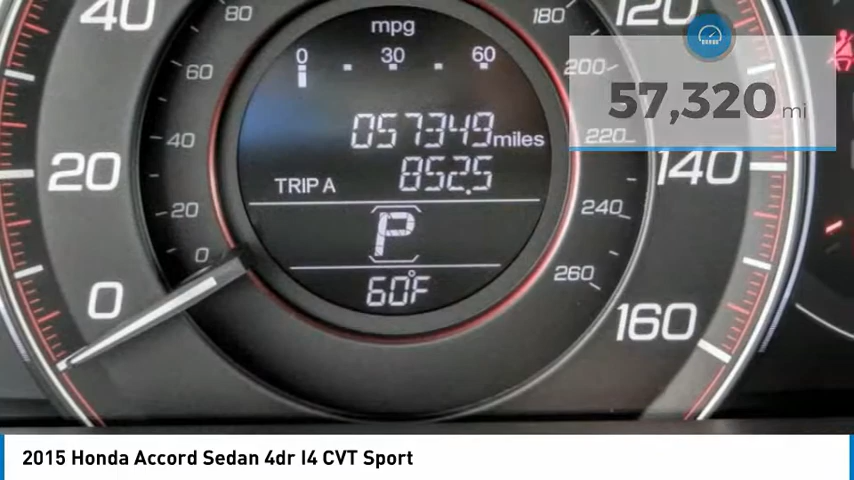 mpg
0 30 60
057349 miles
TRIP A 852.5
P
60°F
0
20
40
60
80
180
200
220
240
260
0
20
40
120
140
160
57,320 mi
2015 Honda Accord Sedan 4dr I4 CVT Sport